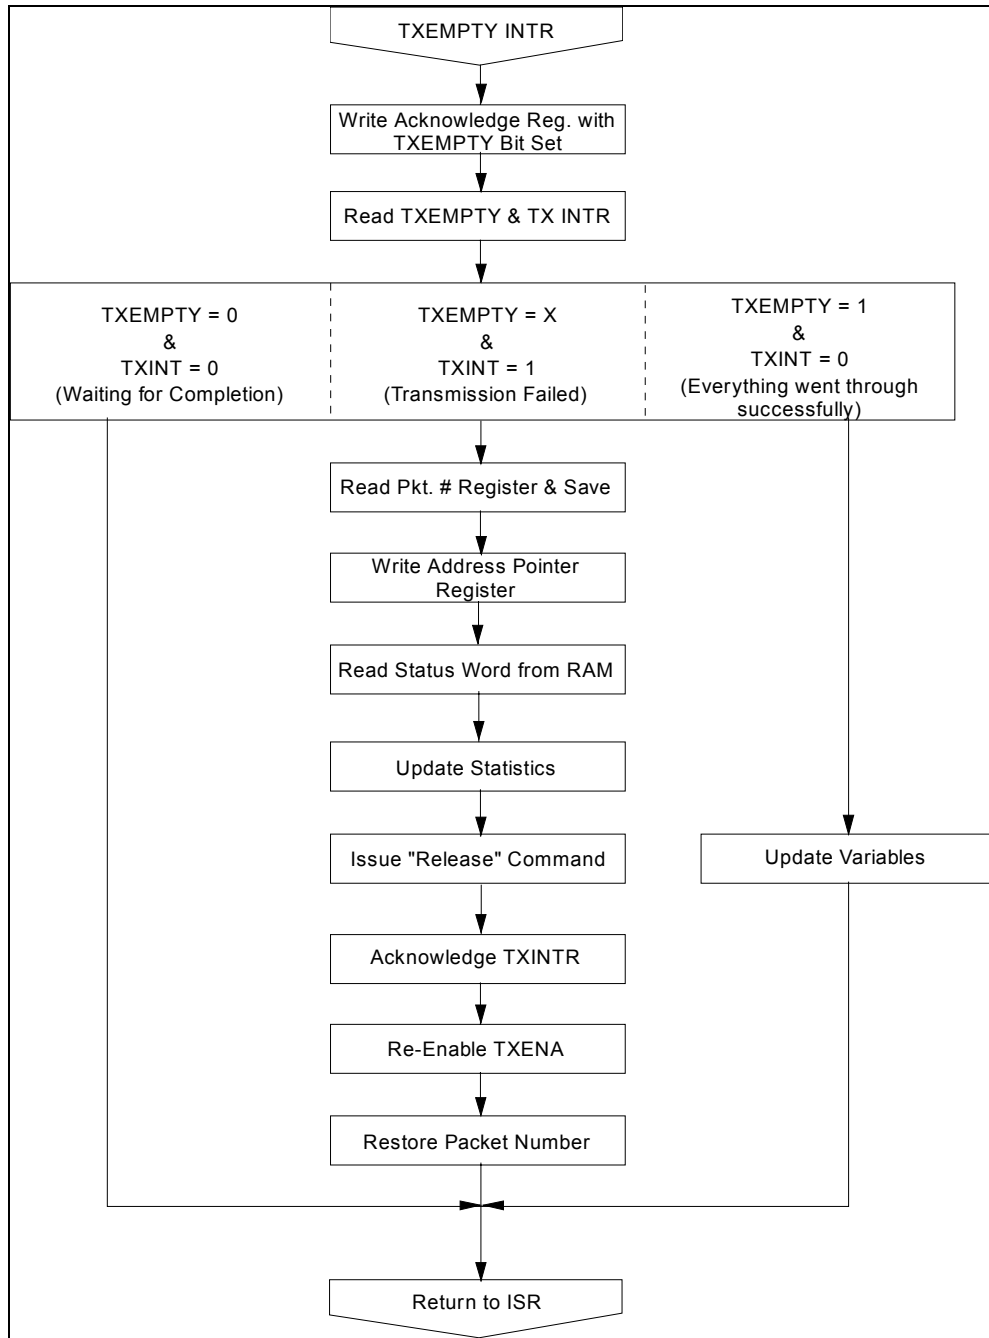 TXEMPTY INTR
Write Acknowledge Reg. with
TXEMPTY Bit Set
Read TXEMPTY & TX INTR
TXEMPTY = 0
&
TXINT = 0
(Waiting for Completion)
TXEMPTY = X
&
TXINT = 1
(Transmission Failed)
TXEMPTY = 1
&
TXINT = 0
(Everything went through
successfully)
Read Pkt. # Register & Save
Write Address Pointer
Register
Read Status Word from RAM
Update Statistics
Issue "Release" Command
Update Variables
Acknowledge TXINTR
Re-Enable TXENA
Restore Packet Number
Return to ISR